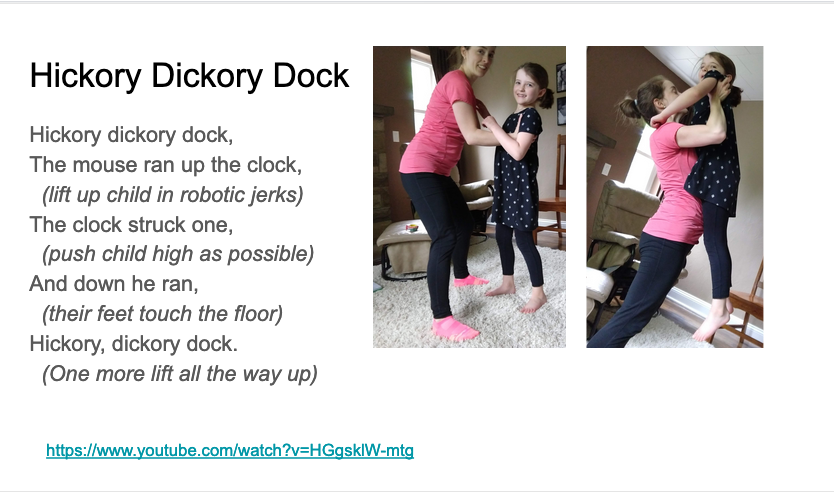 Hickory Dickory Dock
Hickory dickory dock,
The mouse ran up the clock,
(lift up child in robotic jerks)
The clock struck one,
(push child high as possible)
And down he ran,
(their feet touch the floor)
Hickory, dickory dock.
(One more lift all the way up)
https://www.youtube.com/watch?v=HGgsklW-mtg